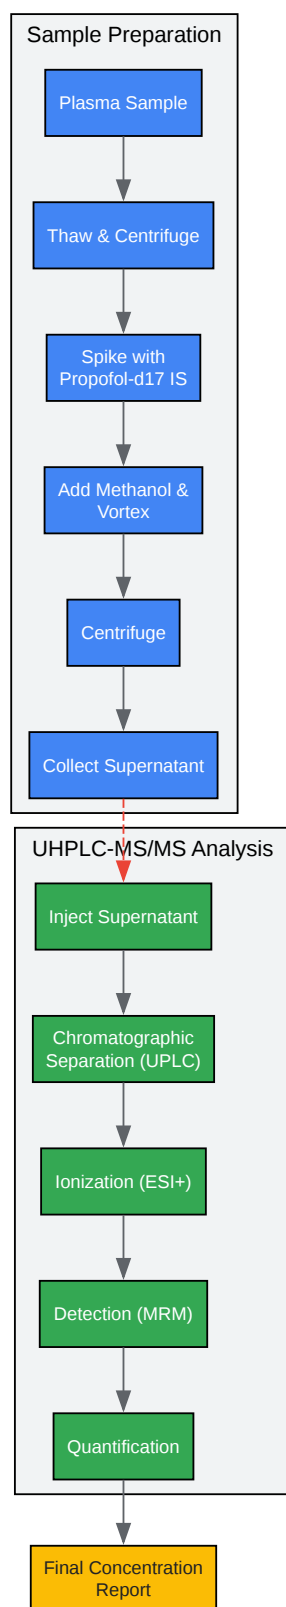 Sample Preparation
Plasma Sample
Thaw & Centrifuge
Spike with
Propofol-d17 IS
Add Methanol &
Vortex
Centrifuge
Collect Supernatant
UHPLC-MS/MS Analysis
Inject Supernatant
Chromatographic
Separation (UPLC)
Ionization (ESI+)
Detection (MRM)
Quantification
Final Concentration
Report